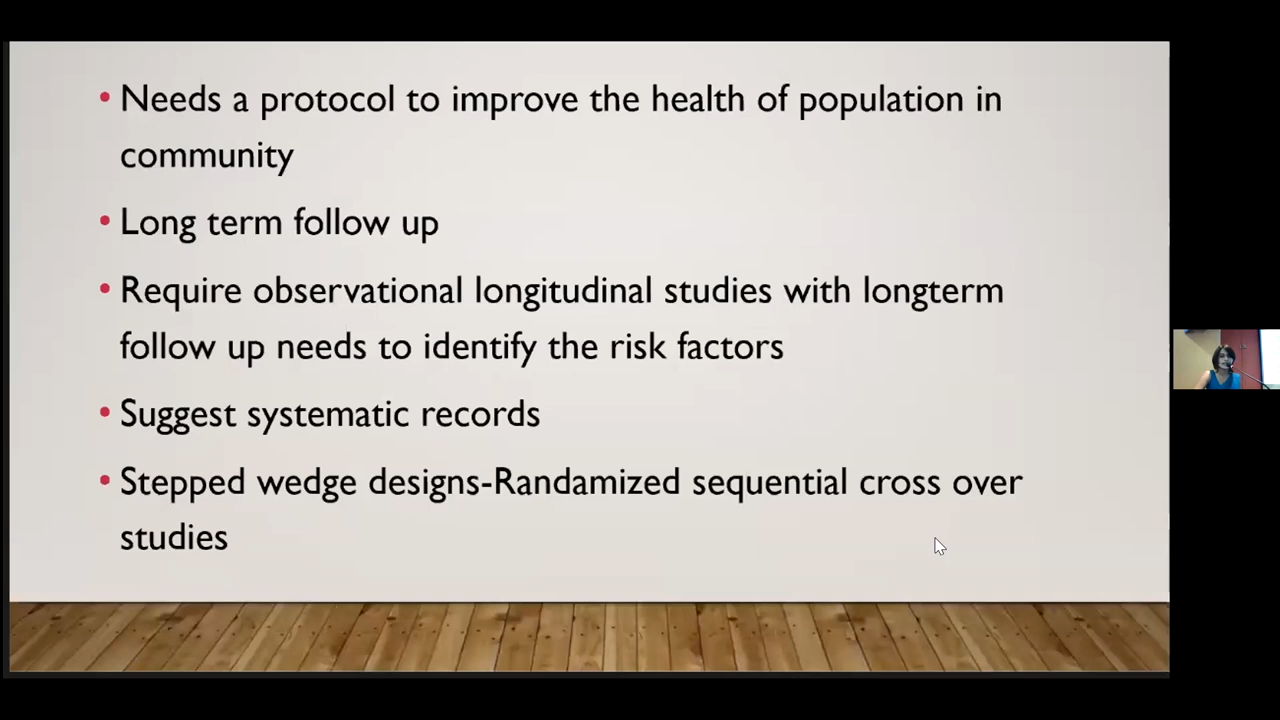 • Needs a protocol to improve the health of population in
community
• Long term follow up
• Require observational longitudinal studies with longterm
follow up needs to identify the risk factors
• Suggest systematic records
• Stepped wedge designs-Randamized sequential cross over
studies